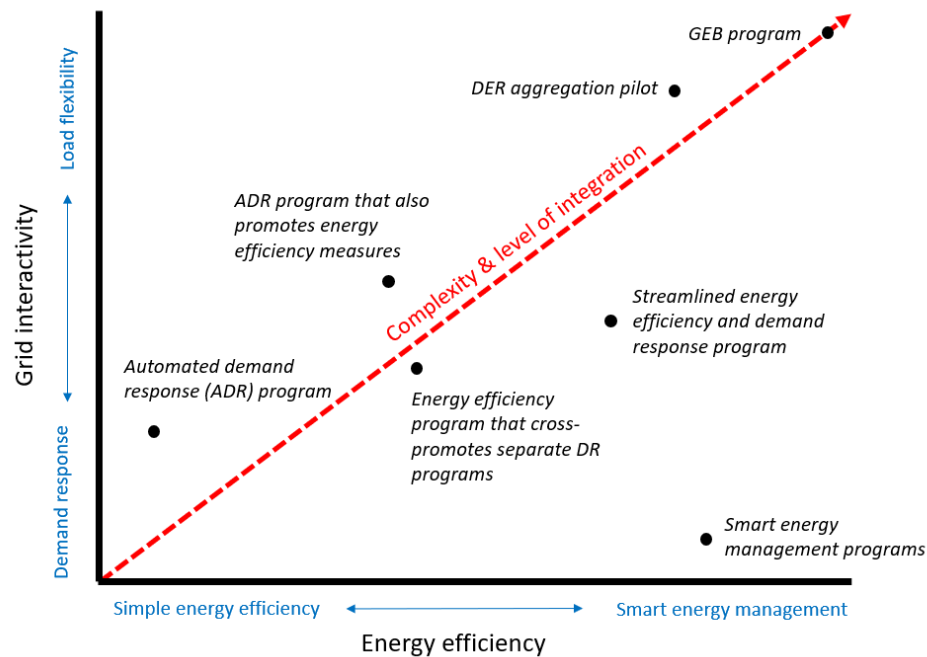 GEB program
DER aggregation pilot
Load flexibility
ADR program that also
promotes energy
efficiency measures
Complexity & level of integration
Grid interactivity
Streamlined energy
efficiency and demand
response program
Automated demand
response (ADR) program
Energy efficiency
program that cross-
promotes separate DR
programs
Demand response
Smart energy
management programs
Simple energy efficiency
Smart energy management
Energy efficiency